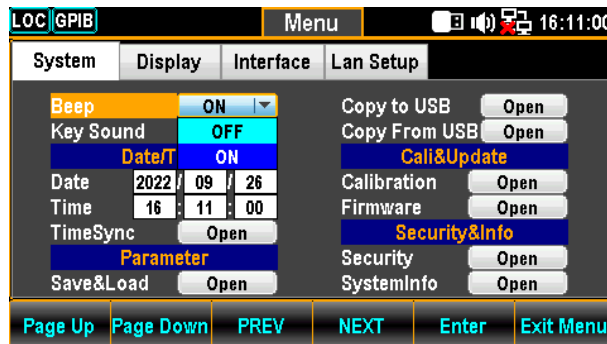 LOC GPIB Menu 16:11:00
System Display Interface Lan Setup
Beep ON
Key Sound OFF
Date/T ON
Date 2022 / 09 / 26
Time 16 : 11 : 00
TimeSync Open
Parameter
Save&Load Open
Copy to USB Open
Copy From USB Open
Cali&Update
Calibration Open
Firmware Open
Security&Info
Security Open
SystemInfo Open
Page Up Page Down PREV NEXT Enter Exit Menu